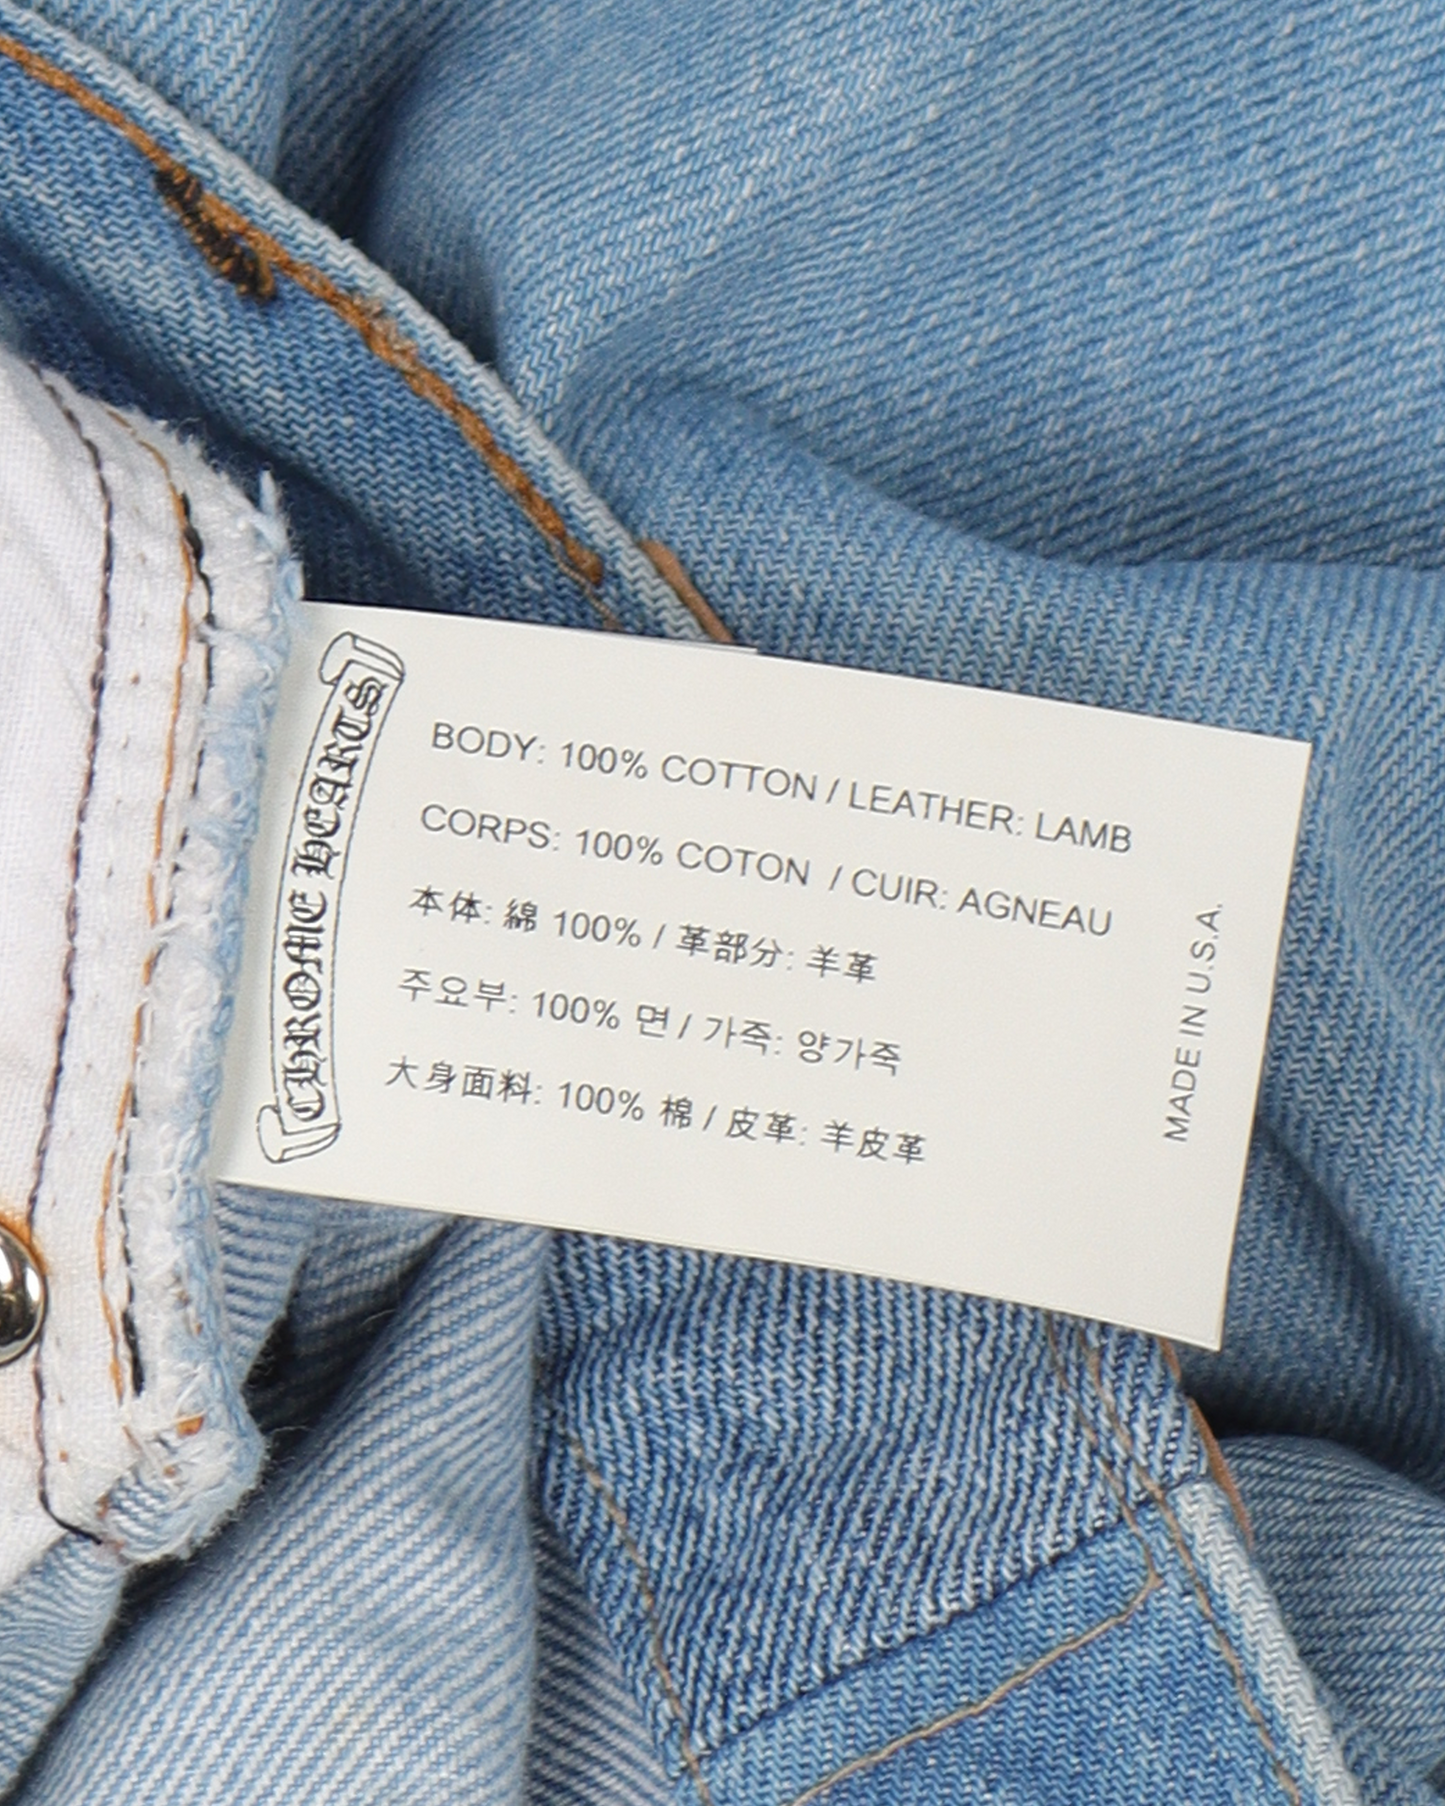 CHROME HEARTS
BODY: 100% COTTON / LEATHER: LAMB
CORPS: 100% COTON / CUIR: AGNEAU
本体: 綿 100% / 革部分: 羊革
주요부: 100% 면 / 가죽: 양가죽
大身面料: 100% 棉 / 皮革: 羊皮革
MADE IN U.S.A.